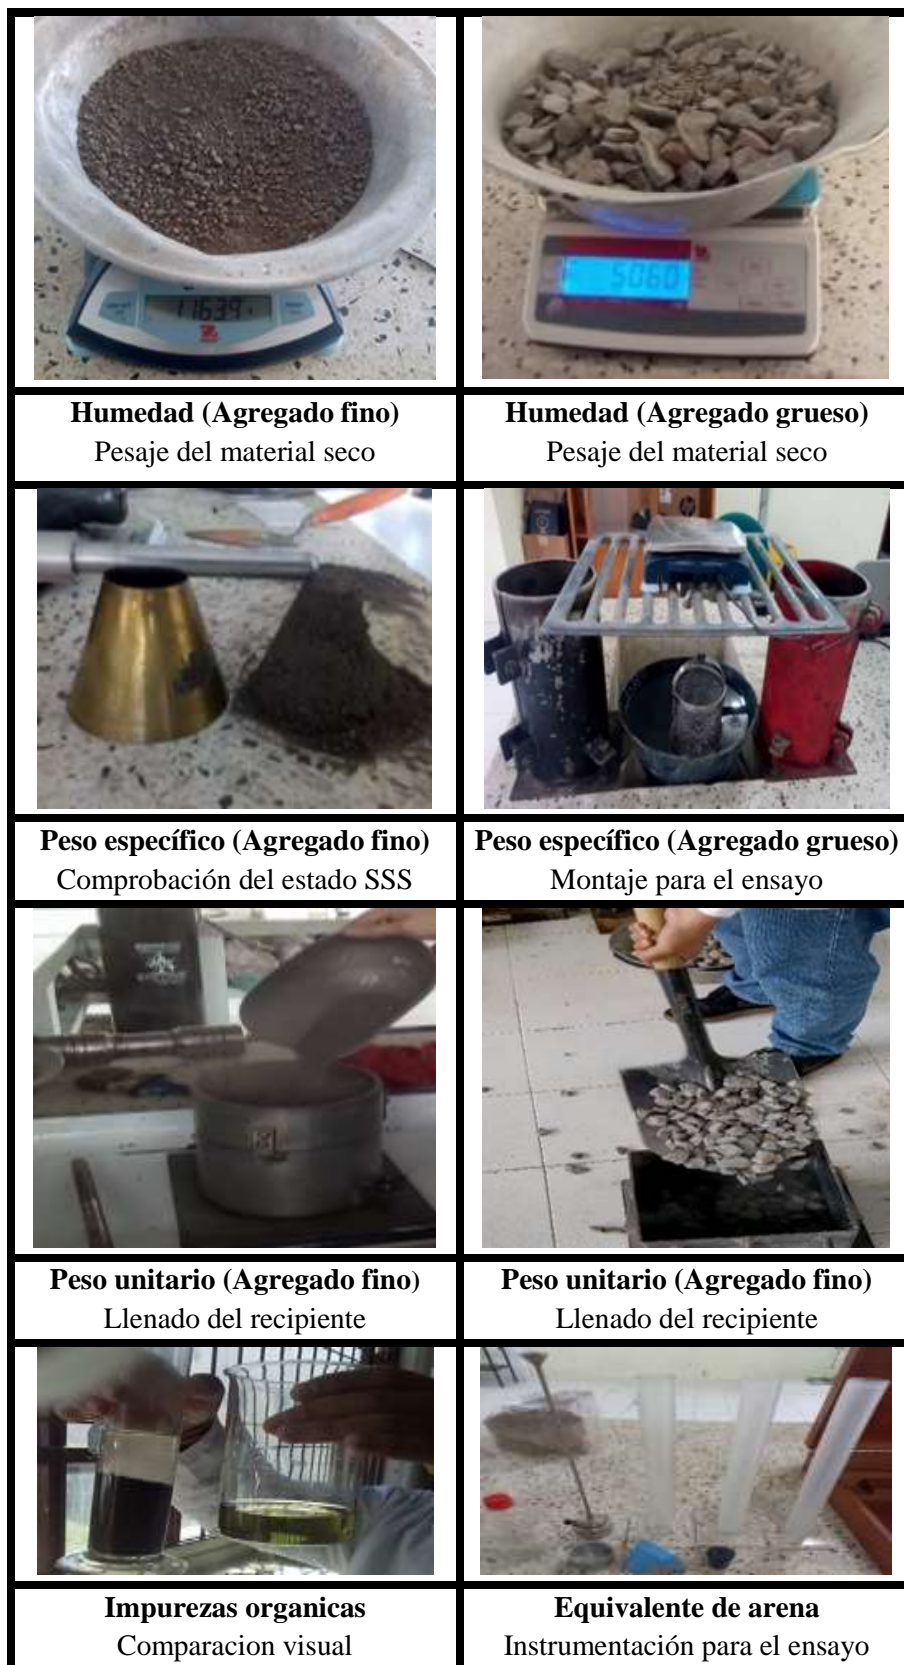 1163.9
5060
Humedad (Agregado fino)
Pesaje del material seco
Humedad (Agregado grueso)
Pesaje del material seco
Peso específico (Agregado fino)
Comprobación del estado SSS
Peso específico (Agregado grueso)
Montaje para el ensayo
Peso unitario (Agregado fino)
Llenado del recipiente
Peso unitario (Agregado fino)
Llenado del recipiente
Impurezas organicas
Comparacion visual
Equivalente de arena
Instrumentación para el ensayo